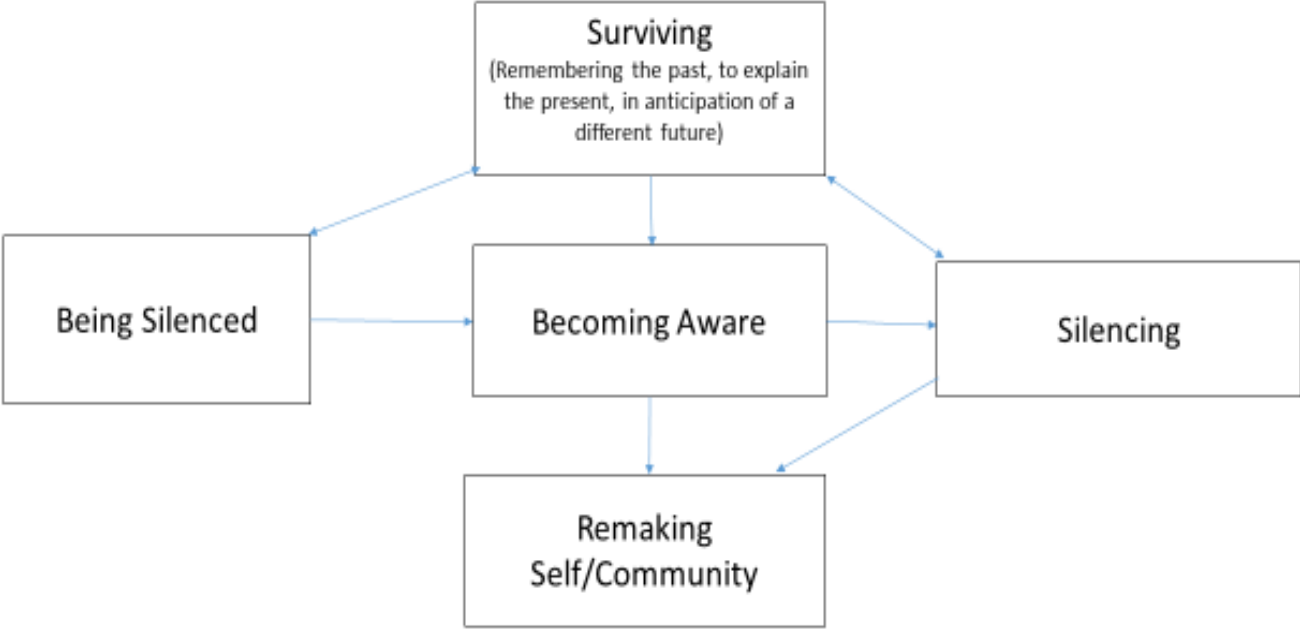 Surviving
(Remembering the past, to explain
the present, in anticipation of a
different future)
Being Silenced
Becoming Aware
Silencing
Remaking
Self/Community